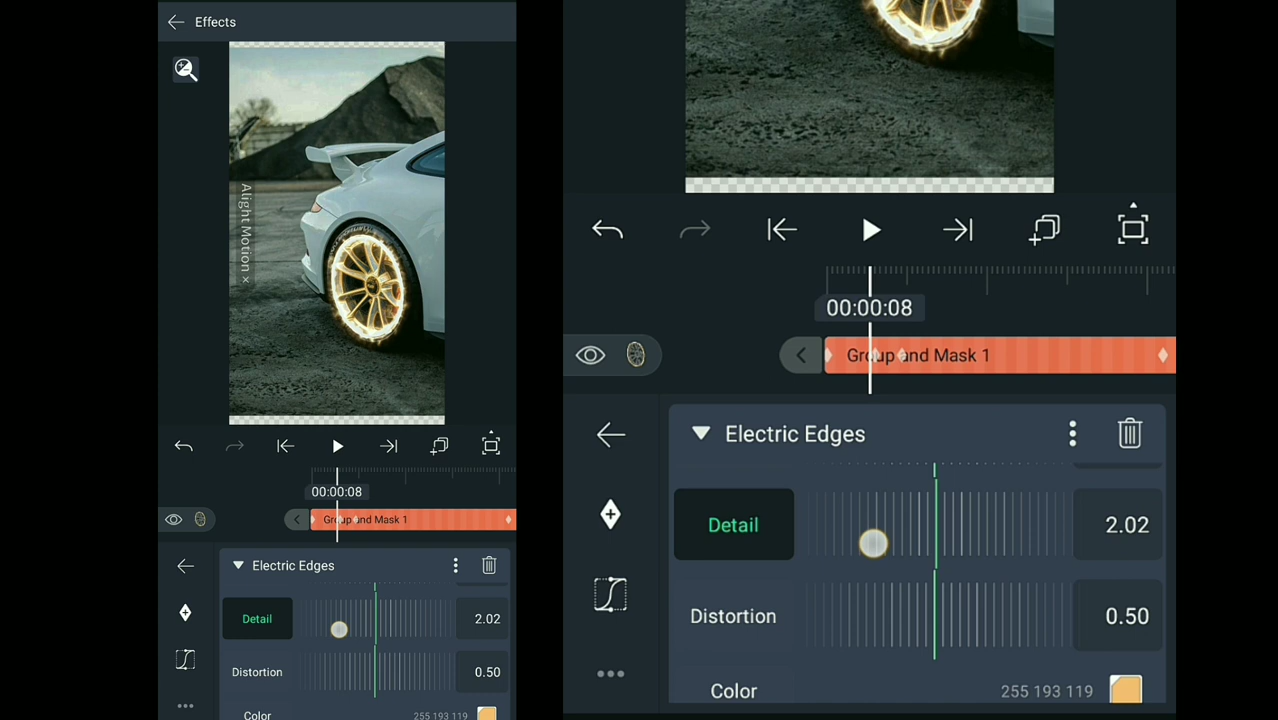 Effects
Alight Motion ×
00:00:08
Group and Mask 1
Electric Edges
Detail
2.02
Distortion
0.50
Color
255 193 119
00:00:08
Group and Mask 1
Electric Edges
Detail
2.02
Distortion
0.50
Color
255 193 119